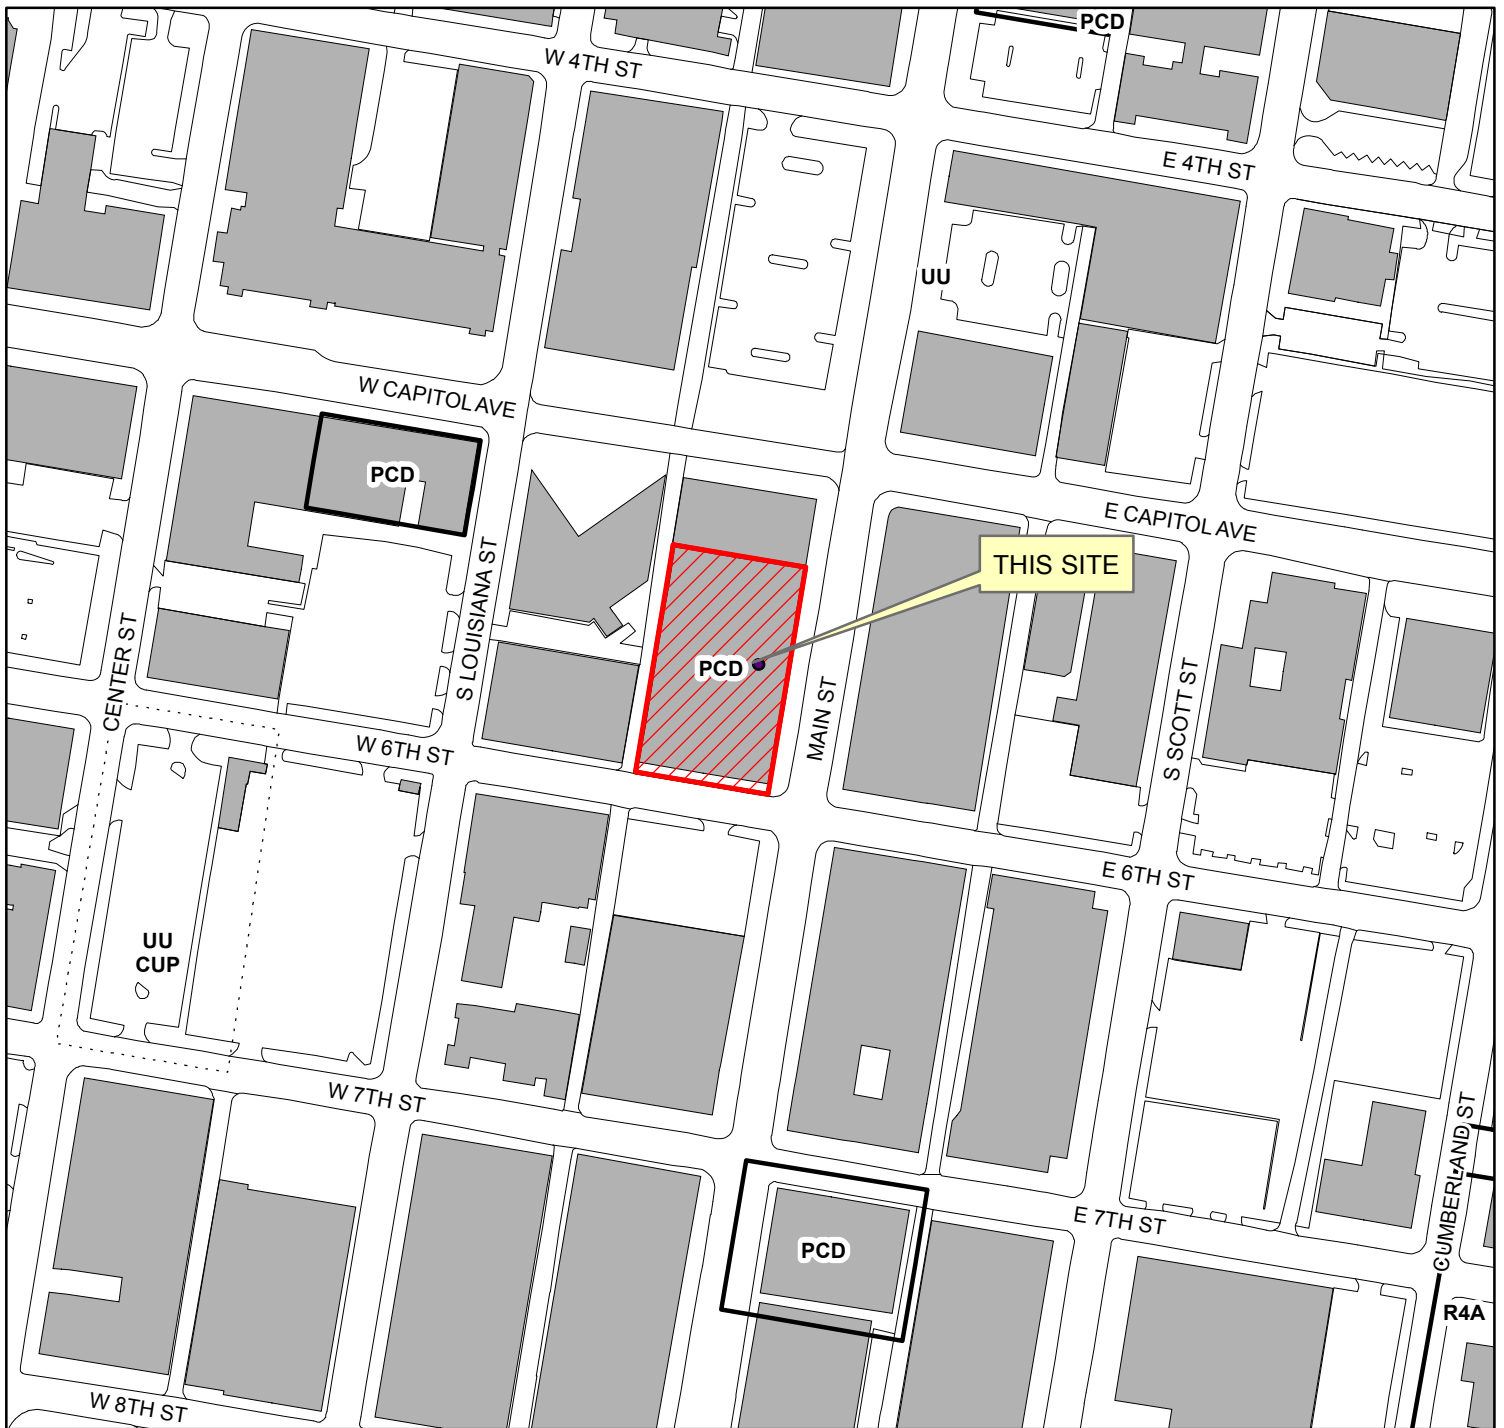 PCD
W 4TH ST
E 4TH ST
UU
W CAPITOL AVE
PCD
E CAPITOL AVE
THIS SITE
S LOUISIANA ST
CENTER ST
PCD
MAIN ST
S SCOTT ST
W 6TH ST
E 6TH ST
UU
CUP
W 7TH ST
CUMBERLAND ST
E 7TH ST
PCD
R4A
W 8TH ST